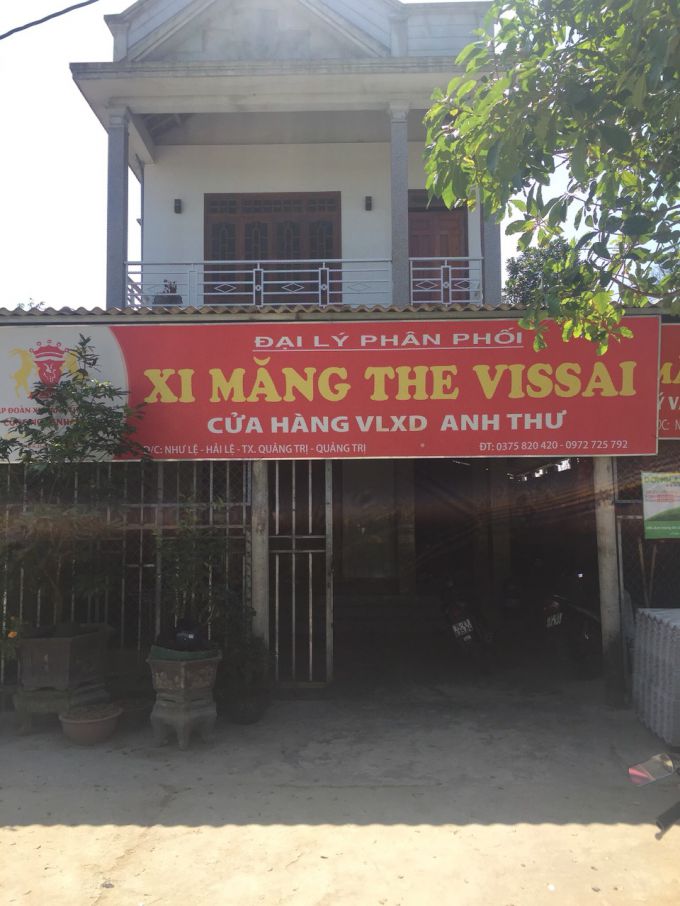 ĐẠI LÝ PHÂN PHỐI
XI MĂNG THE VISSAI
CỬA HÀNG VLXD ANH THƯ
Đ/C: NHƯ LỆ - HẢI LỆ - TX. QUẢNG TRỊ - QUẢNG TRỊ ĐT: 0375 820 420 - 0972 725 792